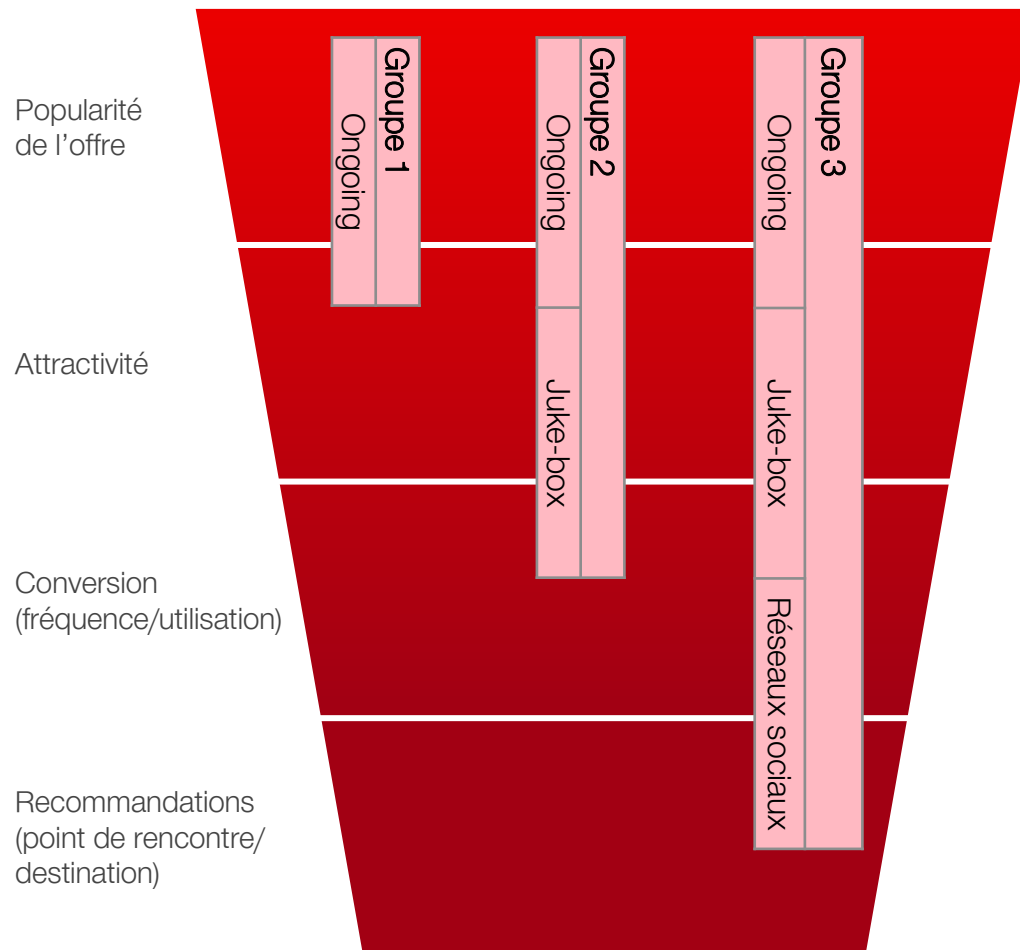 Popularité
de l’offre
Attractivité
Conversion
(fréquence/utilisation)
Recommandations
(point de rencontre/
destination)
Groupe 1
Ongoing
Groupe 2
Ongoing
Juke-box
Groupe 3
Ongoing
Juke-box
Réseaux sociaux